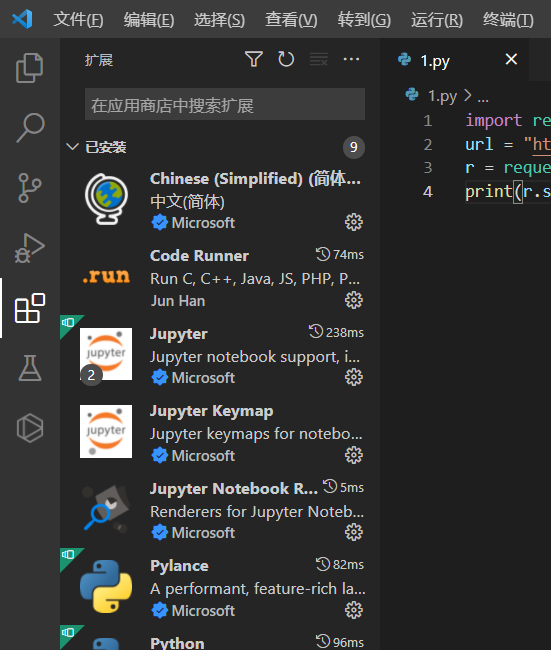 文件(F) 编辑(E) 选择(S) 查看(V) 转到(G) 运行(R) 终端(T)
扩展
在应用商店中搜索扩展
已安装 9
Chinese (Simplified) (简体...
中文(简体)
Microsoft
Code Runner 74ms
.run
Run C, C++, Java, JS, PHP, P...
Jun Han
Jupyter 238ms
jupyter
2
Jupyter notebook support, i...
Microsoft
Jupyter Keymap
jupyter
Jupyter keymaps for notebo...
Microsoft
Jupyter Notebook R... 5ms
Renderers for Jupyter Noteb...
Microsoft
Pylance 82ms
A performant, feature-rich la...
Microsoft
Python 96ms
1.py
1.py > ...
1 import re
2 url = "ht
3 r = reque
4 print(r.s